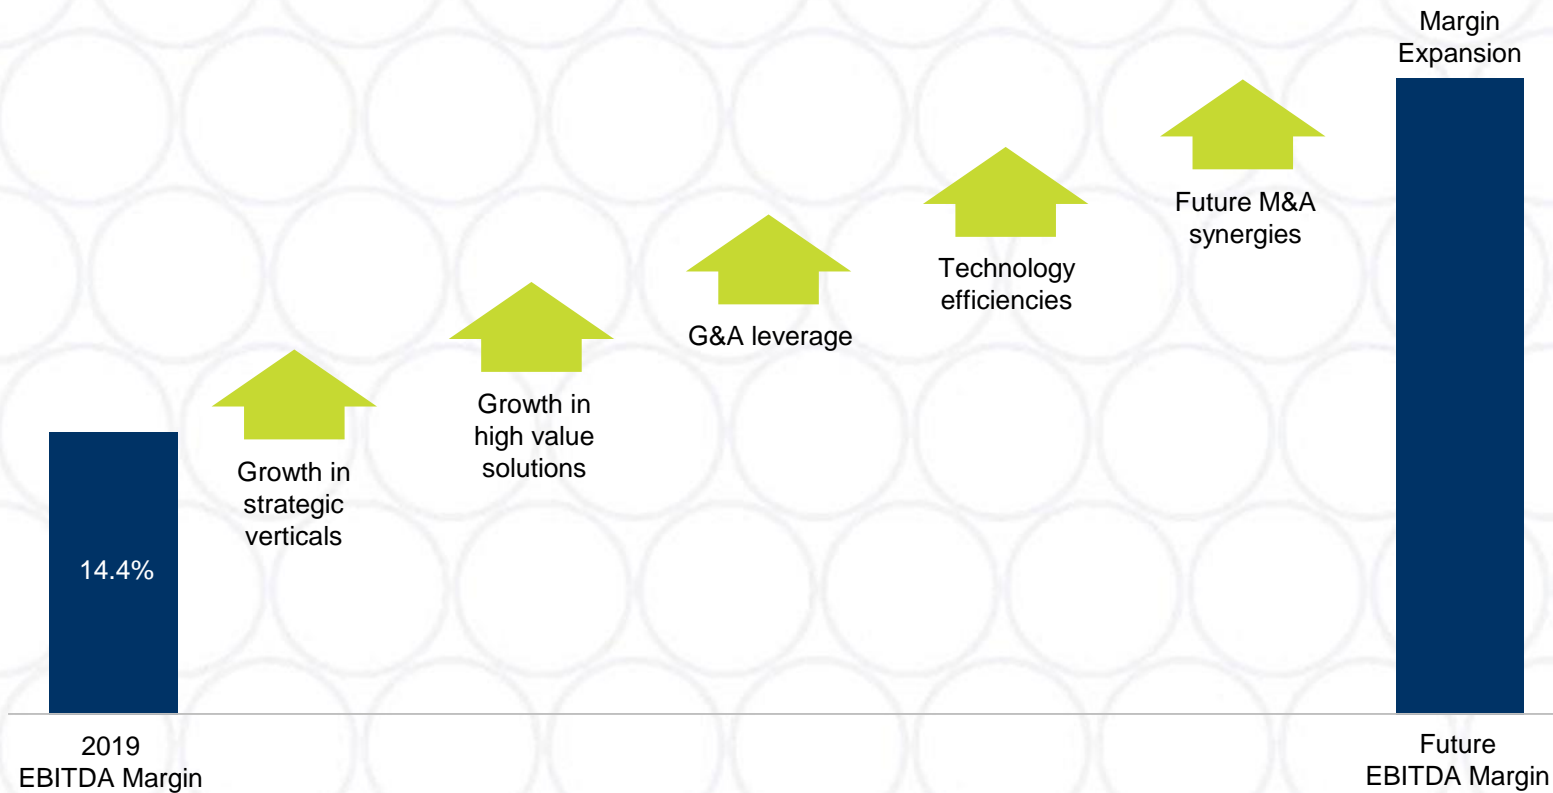 Margin
Expansion
Future M&A
synergies
Technology
efficiencies
G&A leverage
Growth in
high value
solutions
Growth in
strategic
verticals
14.4%
2019
EBITDA Margin
Future
EBITDA Margin